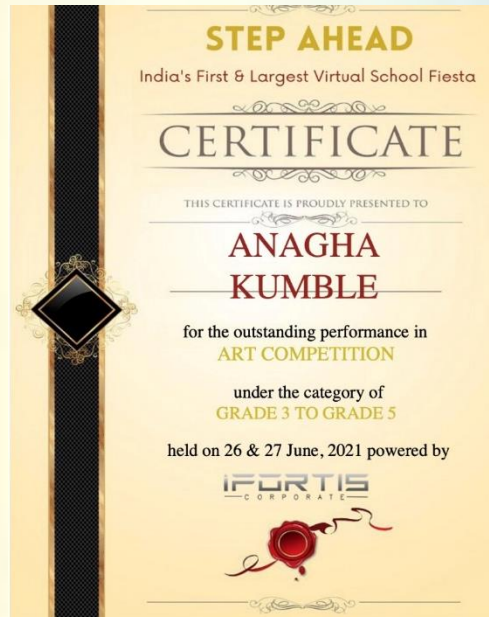 STEP AHEAD
India's First & Largest Virtual School Fiesta
CERTIFICATE
THIS CERTIFICATE IS PROUDLY PRESENTED TO
ANAGHA
KUMBLE
for the outstanding performance in
ART COMPETITION
under the category of
GRADE 3 TO GRADE 5
held on 26 & 27 June, 2021 powered by
IFORTIS
CORPORATE